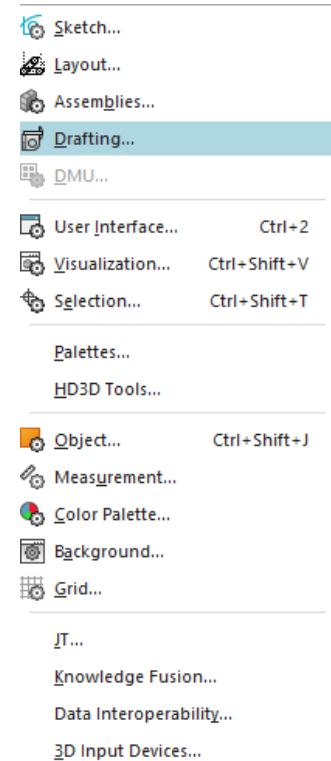 Sketch...
Layout...
Assemblies...
Drafting...
DMU...
User Interface... Ctrl+2
Visualization... Ctrl+Shift+V
Selection... Ctrl+Shift+T
Palettes...
HD3D Tools...
Object... Ctrl+Shift+J
Measurement...
Color Palette...
Background...
Grid...
JT...
Knowledge Fusion...
Data Interoperability...
3D Input Devices...